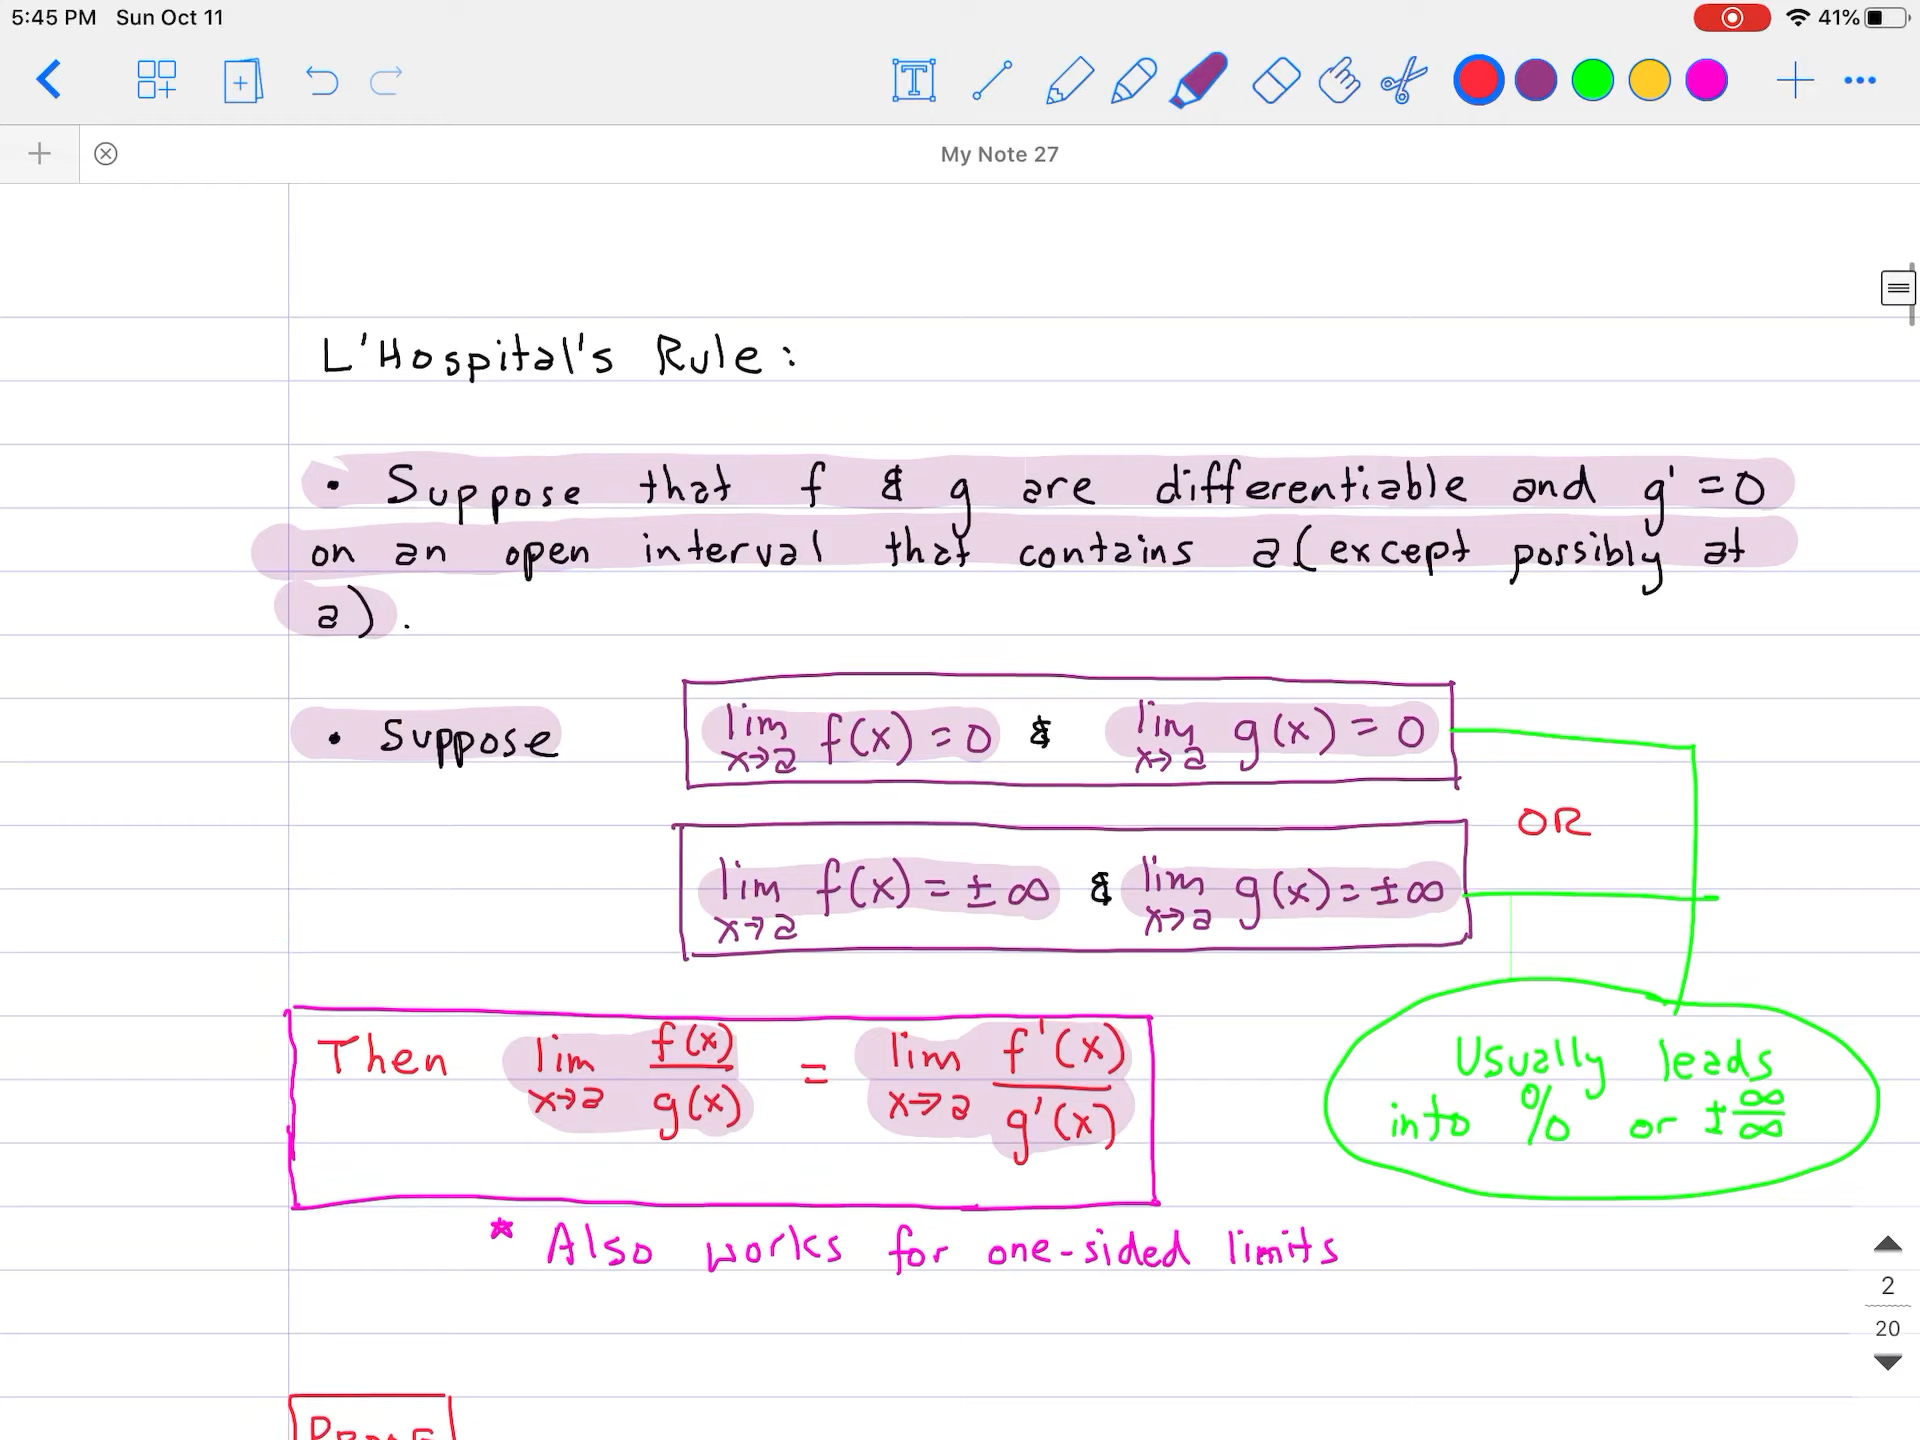 5:45 PM Sun Oct 11
41%
T
My Note 27
L'Hospital's Rule:
• Suppose that f & g are differentiable and g' = 0
on an open interval that contains a (except possibly at
a).
• Suppose lim x→a f(x) = 0 & lim x→a g(x) = 0
OR
lim x→a f(x) = ± ∞ & lim x→a g(x) = ± ∞
Then lim x→a f(x)/g(x) = lim x→a f'(x)/g'(x)
Usually leads
into 0/0 or ± ∞/∞
* Also works for one-sided limits
2
20